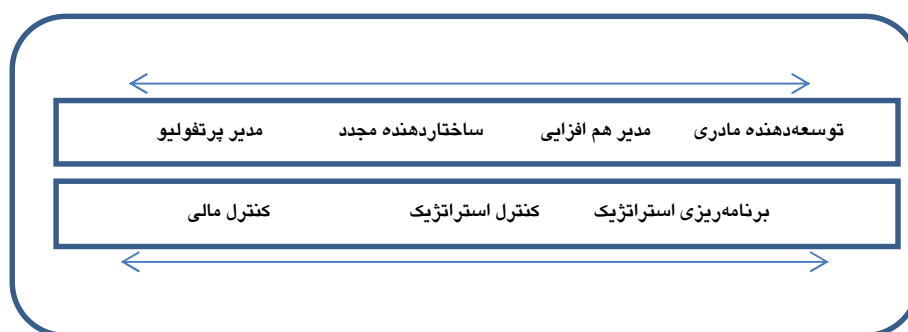 توسعه‌دهنده مادری مدیر هم افزایی ساختاردهنده مجدد مدیر پرتفولیو
برنامه‌ریزی استراتژیک کنترل استراتژیک کنترل مالی